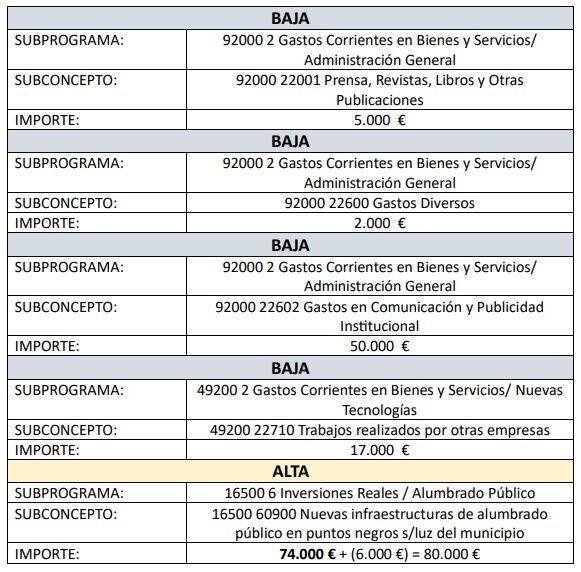 BAJA
SUBPROGRAMA: 92000 2 Gastos Corrientes en Bienes y Servicios/
Administración General
SUBCONCEPTO: 92000 22001 Prensa, Revistas, Libros y Otras
Publicaciones
IMPORTE: 5.000 €
BAJA
SUBPROGRAMA: 92000 2 Gastos Corrientes en Bienes y Servicios/
Administración General
SUBCONCEPTO: 92000 22600 Gastos Diversos
IMPORTE: 2.000 €
BAJA
SUBPROGRAMA: 92000 2 Gastos Corrientes en Bienes y Servicios/
Administración General
SUBCONCEPTO: 92000 22602 Gastos en Comunicación y Publicidad
Institucional
IMPORTE: 50.000 €
BAJA
SUBPROGRAMA: 49200 2 Gastos Corrientes en Bienes y Servicios/ Nuevas
Tecnologías
SUBCONCEPTO: 49200 22710 Trabajos realizados por otras empresas
IMPORTE: 17.000 €
ALTA
SUBPROGRAMA: 16500 6 Inversiones Reales / Alumbrado Público
SUBCONCEPTO: 16500 60900 Nuevas infraestructuras de alumbrado
público en puntos negros s/luz del municipio
IMPORTE: 74.000 € + (6.000 €) = 80.000 €